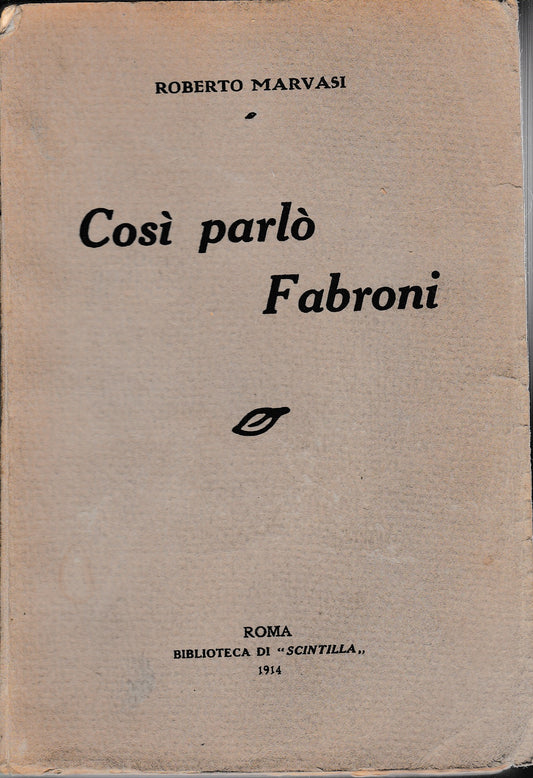 ROBERTO MARVASI
Così parlò
Fabroni
ROMA
BIBLIOTECA DI “SCINTILLA„
1914